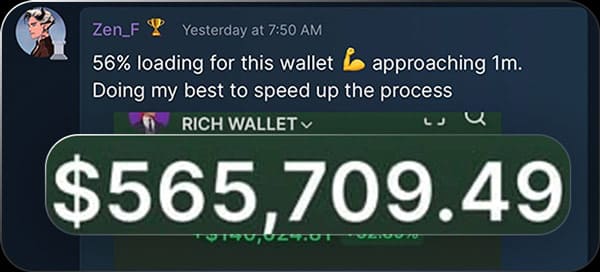 Zen_F 🏆 Yesterday at 7:50 AM
56% loading for this wallet 💪 approaching 1m.
Doing my best to speed up the process
RICH WALLET
$565,709.49